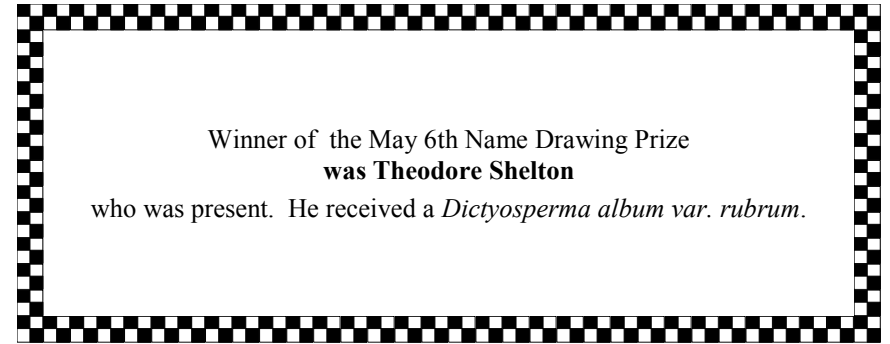 Winner of the May 6th Name Drawing Prize
was Theodore Shelton
who was present. He received a Dictyosperma album var. rubrum.